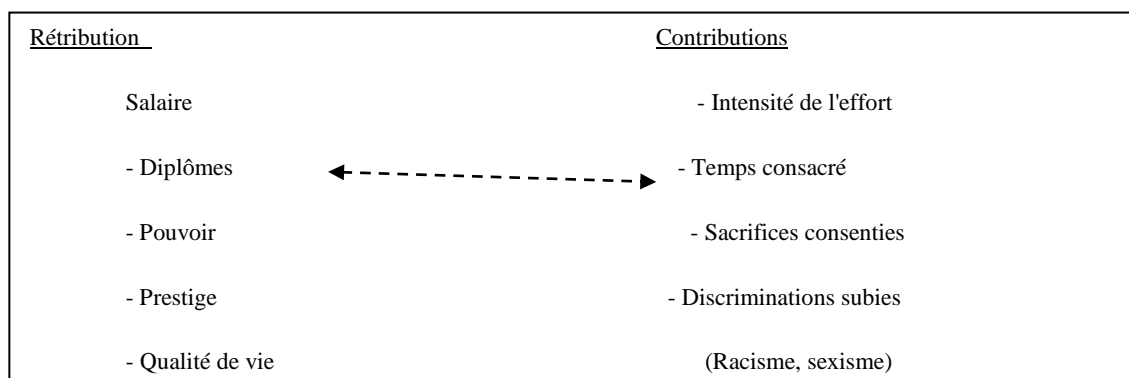 Rétribution Contributions
Salaire - Intensité de l'effort
- Diplômes - Temps consacré
- Pouvoir - Sacrifices consenties
- Prestige - Discriminations subies
- Qualité de vie (Racisme, sexisme)